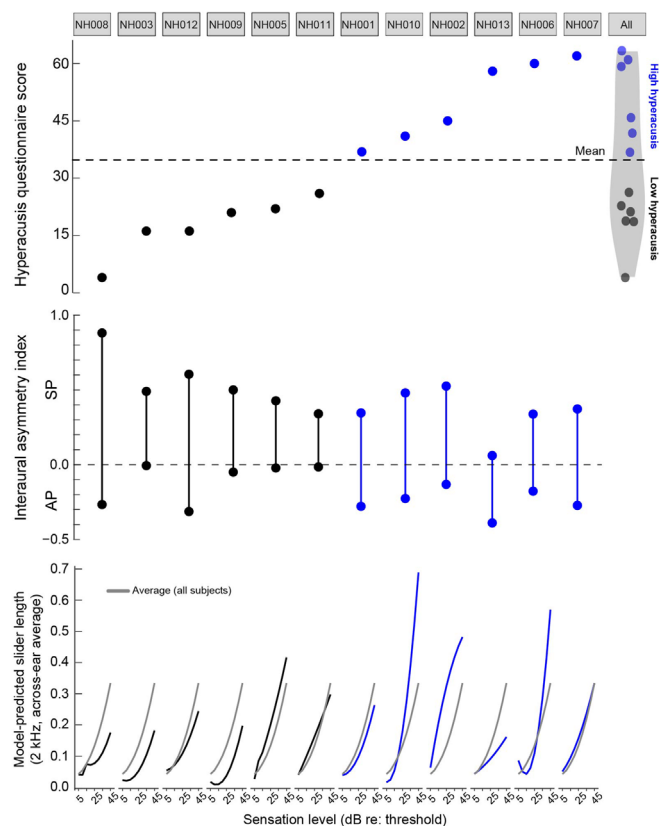 NH008 NH003 NH012 NH009 NH005 NH011 NH001 NH010 NH002 NH013 NH006 NH007 All
Hyperacusis questionnaire score
60
45
30
15
0
Mean
High hyperacusis
Low hyperacusis
Interaural asymmetry index
SP
AP
1.0
0.0
−0.5
Model-predicted slider length
(2 kHz, across-ear average)
0.7
0.6
0.5
0.4
0.3
0.2
0.1
0.0
Average (all subjects)
5 25 45 5 25 45 5 25 45 5 25 45 5 25 45 5 25 45 5 25 45 5 25 45 5 25 45 5 25 45 5 25 45 5 25 45
Sensation level (dB re: threshold)